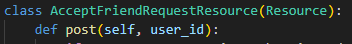 class AcceptFriendRequestResource(Resource):
    def post(self, user_id):